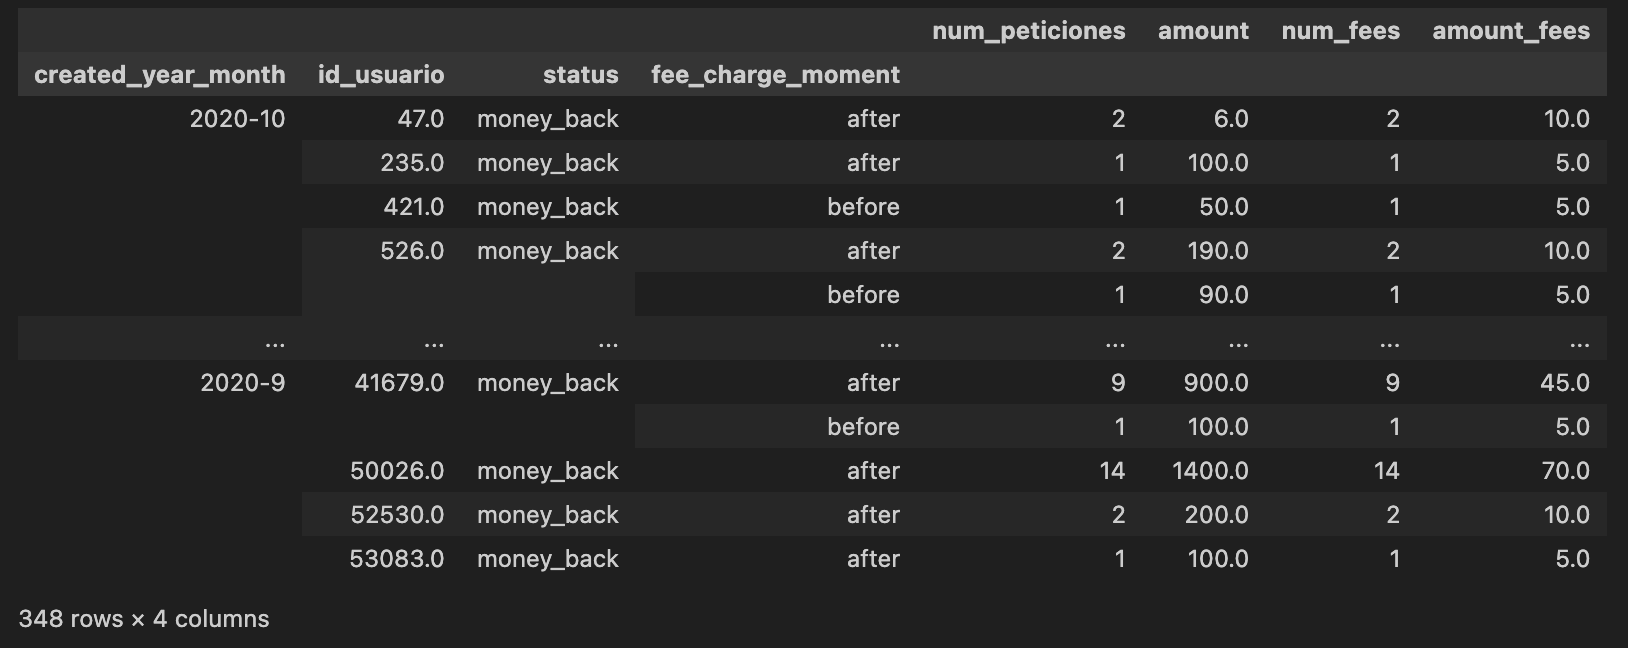 num_peticiones amount num_fees amount_fees
created_year_month id_usuario status fee_charge_moment
2020-10 47.0 money_back after 2 6.0 2 10.0
235.0 money_back after 1 100.0 1 5.0
421.0 money_back before 1 50.0 1 5.0
526.0 money_back after 2 190.0 2 10.0
before 1 90.0 1 5.0
... ... ... ... ... ... ... ...
2020-9 41679.0 money_back after 9 900.0 9 45.0
before 1 100.0 1 5.0
50026.0 money_back after 14 1400.0 14 70.0
52530.0 money_back after 2 200.0 2 10.0
53083.0 money_back after 1 100.0 1 5.0
348 rows × 4 columns